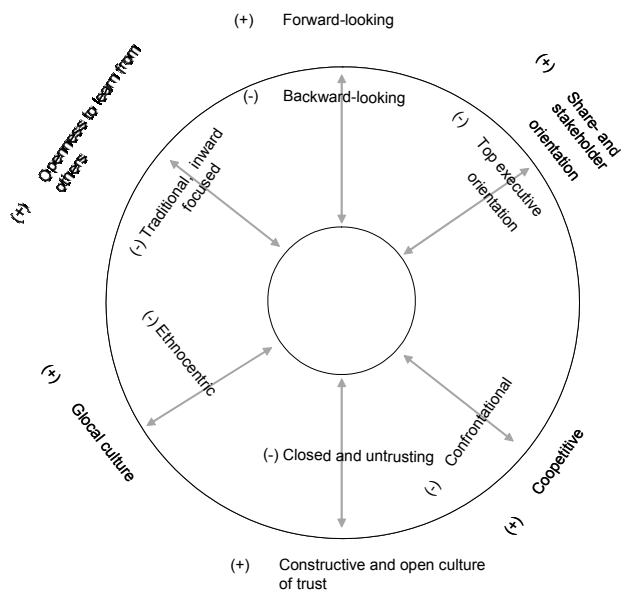 (+) Forward-looking
(-) Backward-looking
(+) Openness to learn from
others
(+) Share- and
stakeholder
orientation
(-) Traditional, inward
focused
(-) Top executive
orientation
(-) Ethnocentric
(+) Glocal culture
(-) Confrontational
(+) Coopetitive
(-) Closed and untrusting
(+) Constructive and open culture
of trust